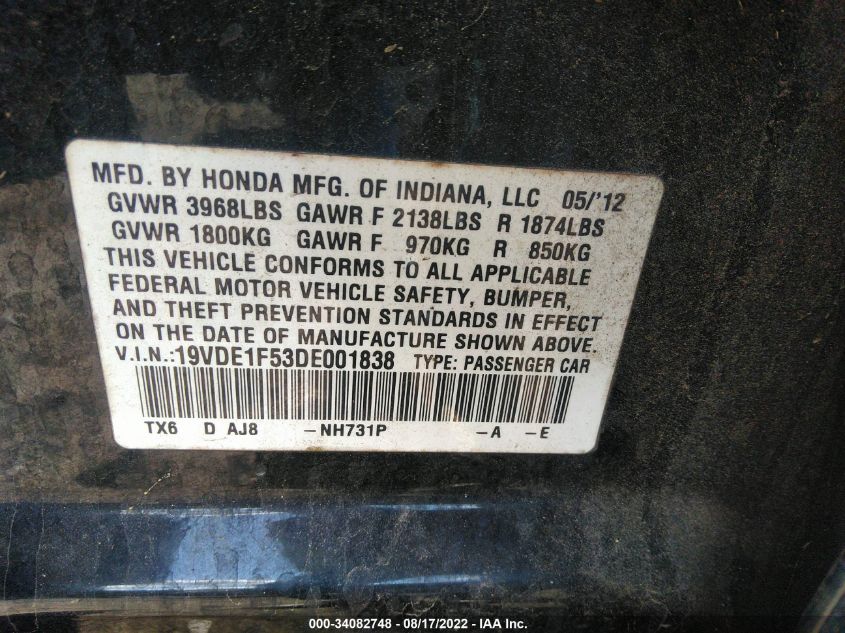 MFD. BY HONDA MFG. OF INDIANA, LLC 05/'12
GVWR 3968LBS GAWR F 2138LBS R 1874LBS
GVWR 1800KG GAWR F 970KG R 850KG
THIS VEHICLE CONFORMS TO ALL APPLICABLE
FEDERAL MOTOR VEHICLE SAFETY, BUMPER,
AND THEFT PREVENTION STANDARDS IN EFFECT
ON THE DATE OF MANUFACTURE SHOWN ABOVE.
V.I.N.:19VDE1F53DE001838 TYPE: PASSENGER CAR
TX6 D AJ8 -NH731P -A -E
000-34082748 - 08/17/2022 - IAA Inc.